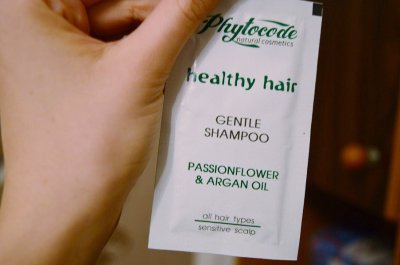 Phytocode
natural cosmetics
healthy hair
GENTLE
SHAMPOO
PASSIONFLOWER
& ARGAN OIL
all hair types
sensitive scalp